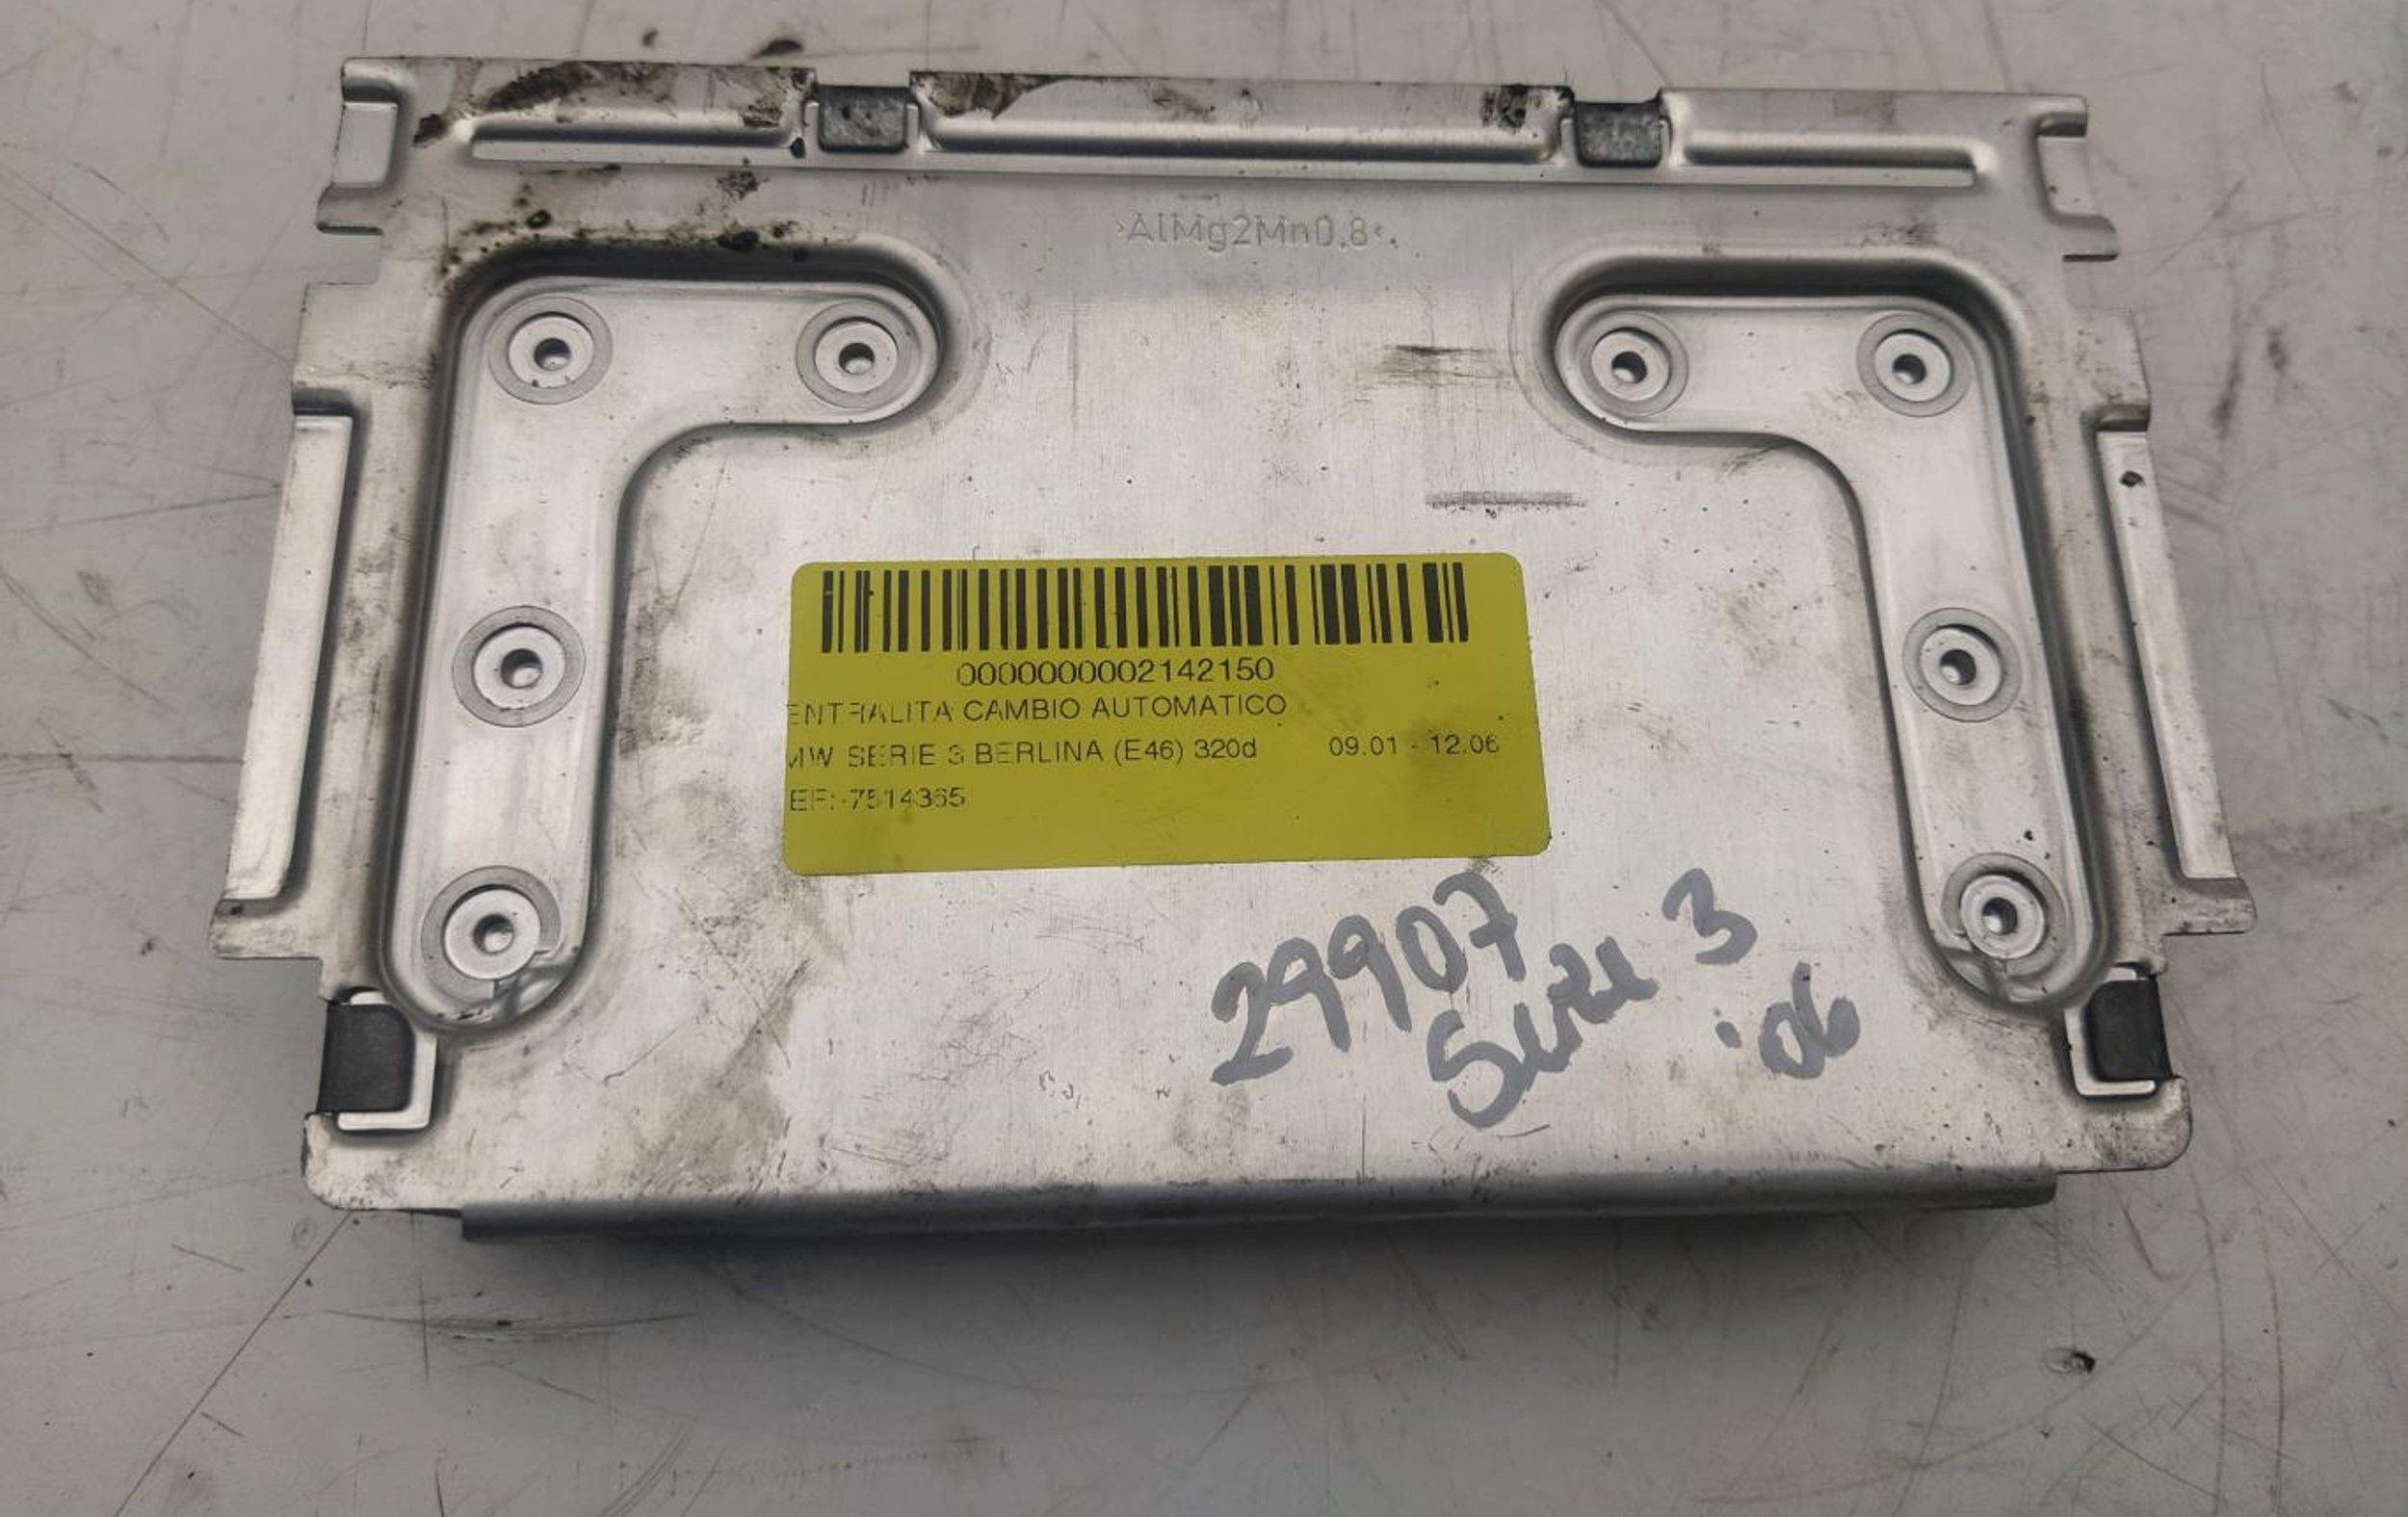 >AlMg2Mn0.8<.
0000000002142150
ENTRALITA CAMBIO AUTOMATICO
MW SERIE 3 BERLINA (E46) 320d 09.01 - 12.06
EF: 7514365
29907
Serie 3
'06